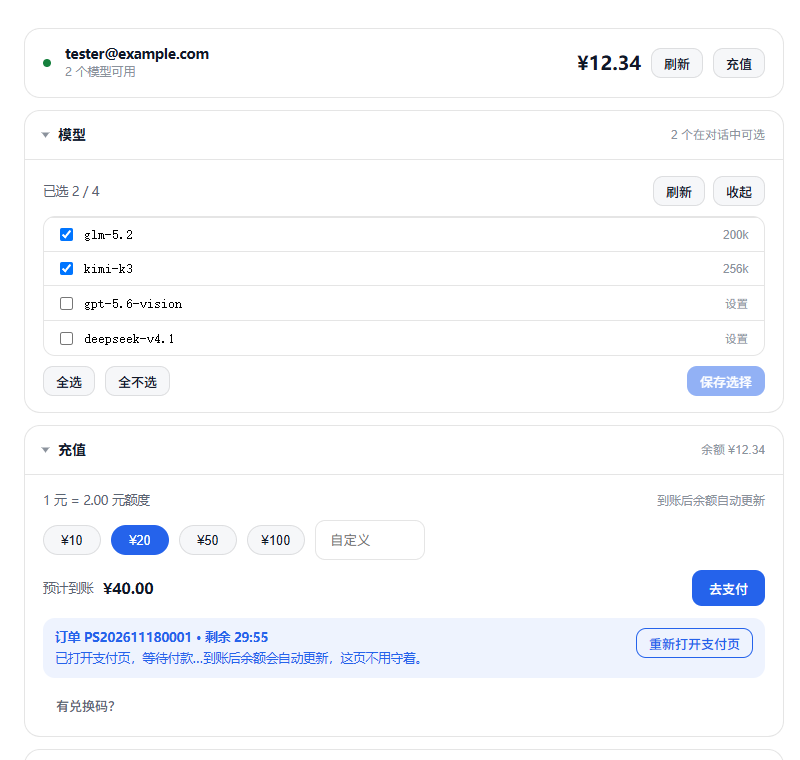 tester@example.com
2 个模型可用
¥12.34
刷新
充值
模型
2 个在对话中可选
已选 2 / 4
刷新
收起
glm-5.2
200k
kimi-k3
256k
gpt-5.6-vision
设置
deepseek-v4.1
设置
全选
全不选
保存选择
充值
余额 ¥12.34
1 元 = 2.00 元额度
到账后余额自动更新
¥10
¥20
¥50
¥100
自定义
预计到账 ¥40.00
去支付
订单 PS202611180001 • 剩余 29:55
已打开支付页，等待付款…到账后余额会自动更新，这页不用守着。
重新打开支付页
有兑换码?